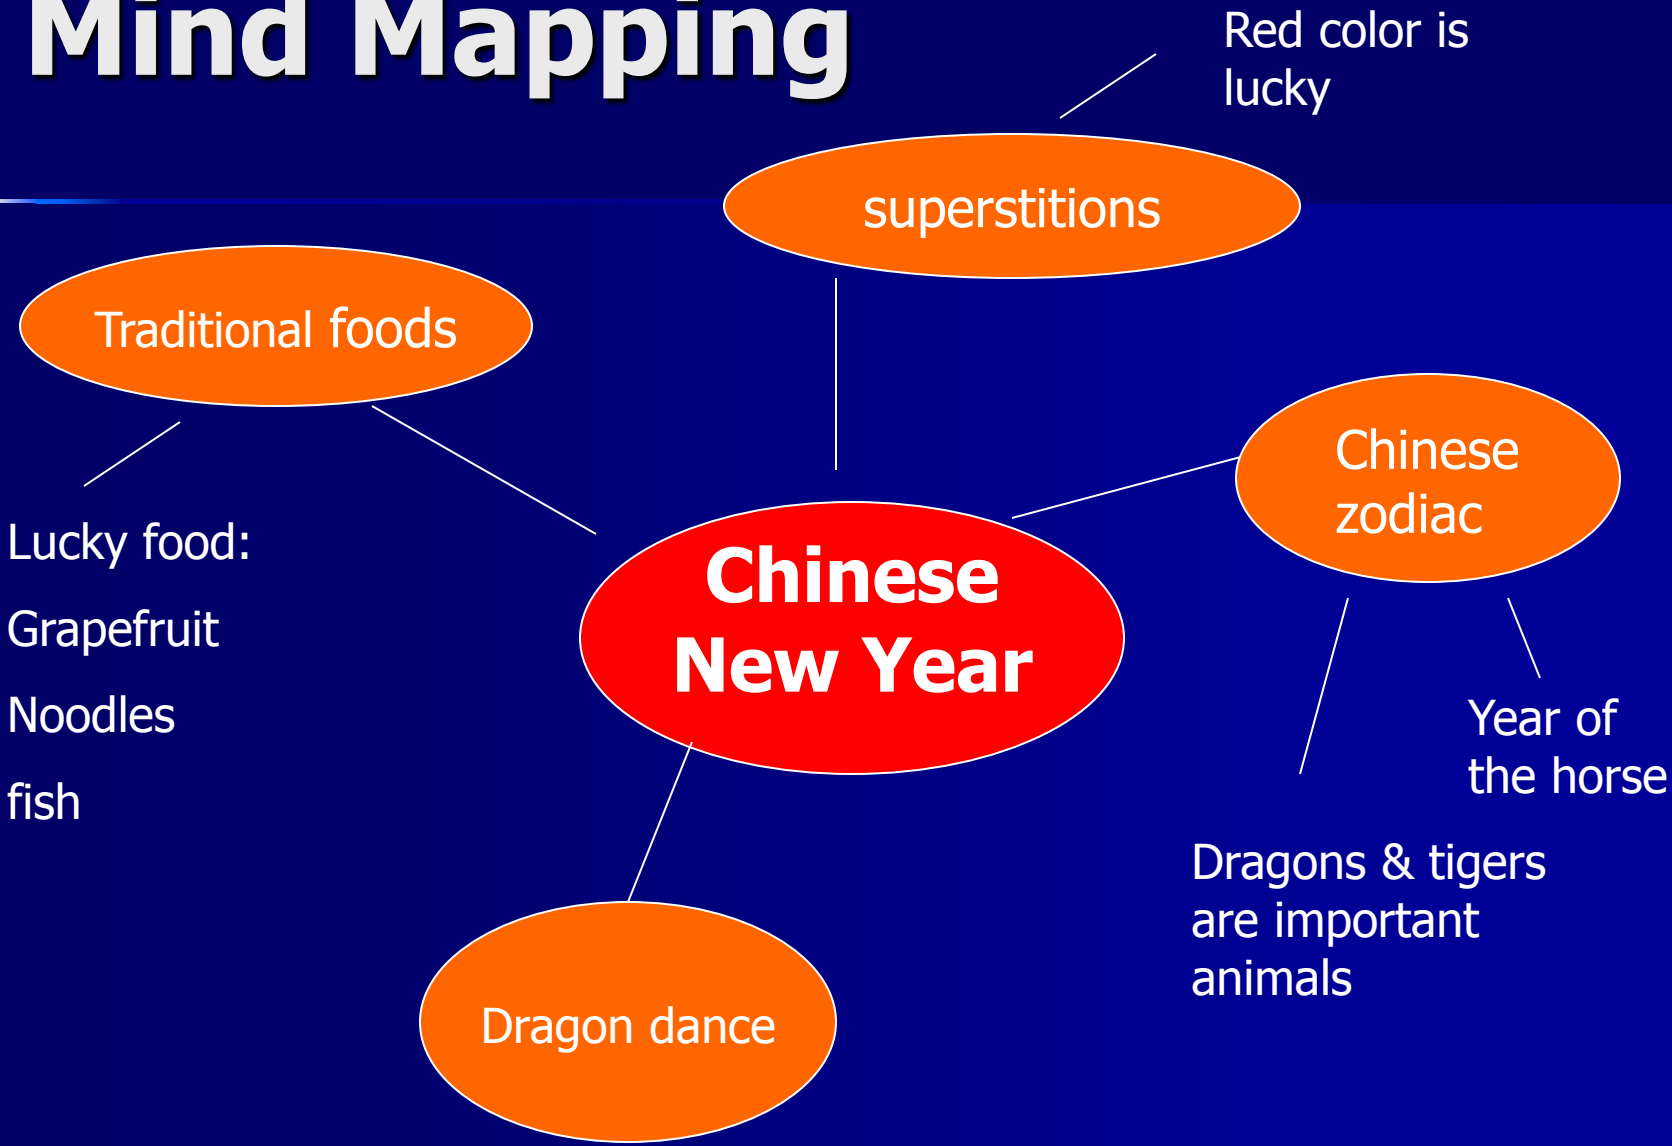 Mind Mapping
Red color is
lucky
superstitions
Traditional foods
Chinese
zodiac
Lucky food:
Grapefruit
Noodles
fish
Chinese
New Year
Year of
the horse
Dragons & tigers
are important
animals
Dragon dance